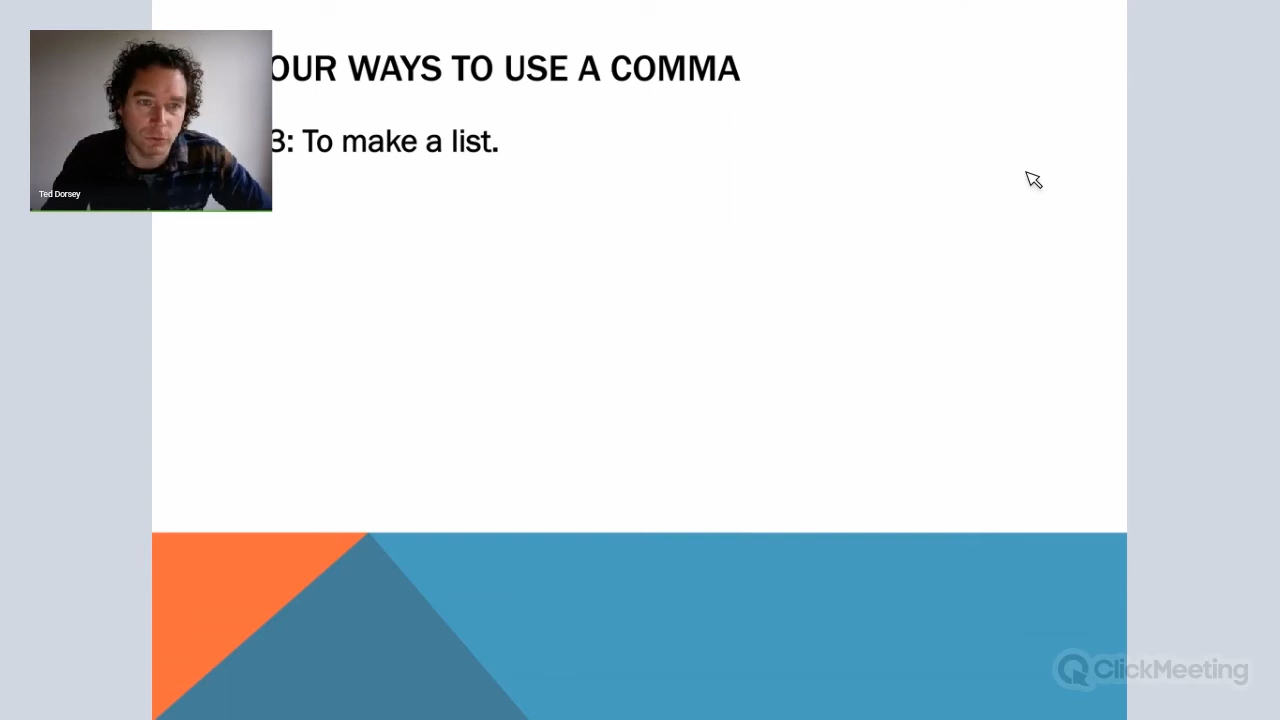 OUR WAYS TO USE A COMMA
3: To make a list.
Ted Dorsey
ClickMeeting